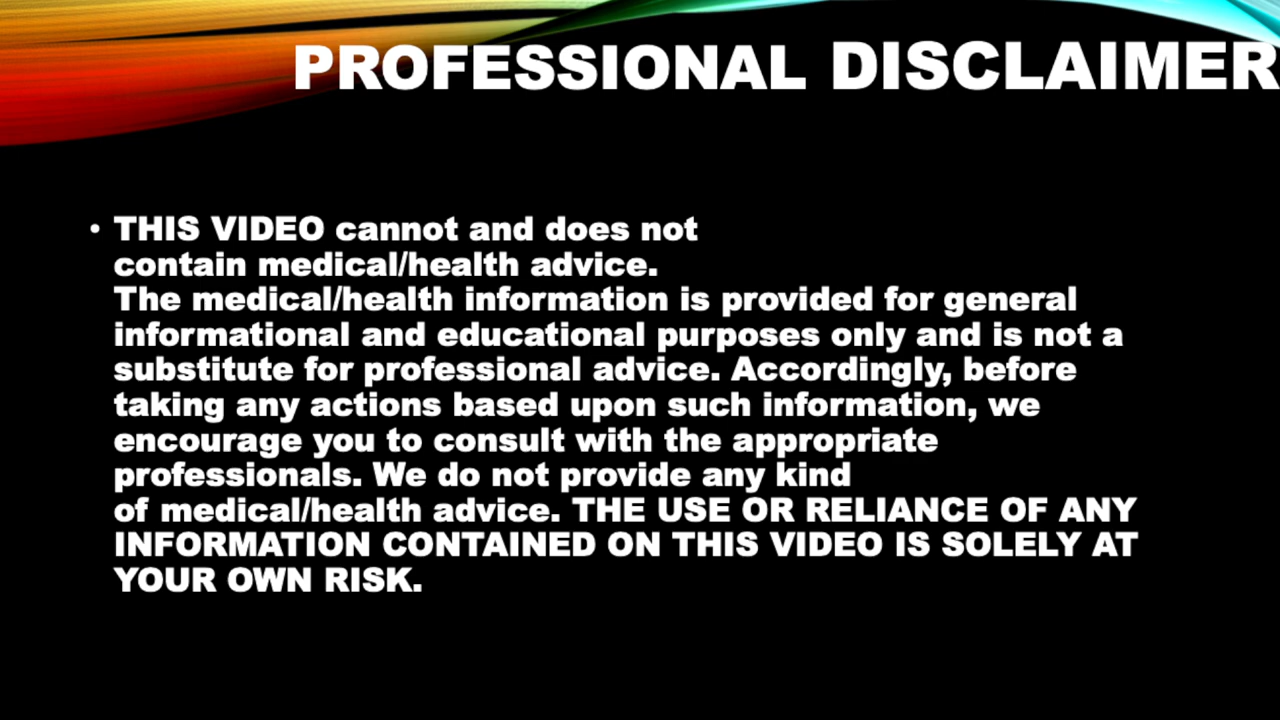 PROFESSIONAL DISCLAIMER
• THIS VIDEO cannot and does not
contain medical/health advice.
The medical/health information is provided for general
informational and educational purposes only and is not a
substitute for professional advice. Accordingly, before
taking any actions based upon such information, we
encourage you to consult with the appropriate
professionals. We do not provide any kind
of medical/health advice. THE USE OR RELIANCE OF ANY
INFORMATION CONTAINED ON THIS VIDEO IS SOLELY AT
YOUR OWN RISK.